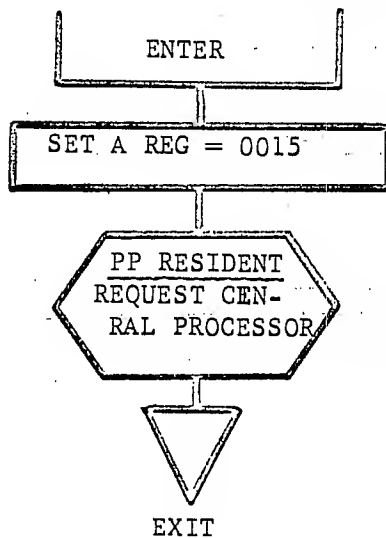 ENTER
SET A REG = 0015
PP RESIDENT
REQUEST CEN-
RAL PROCESSOR
EXIT